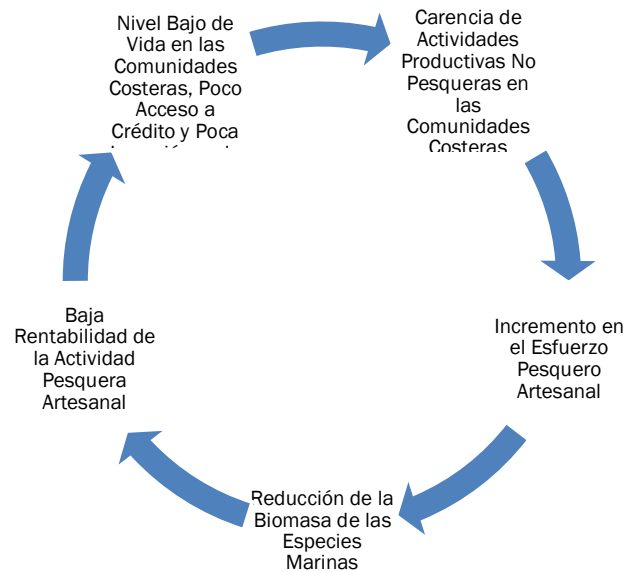 Nivel Bajo de
Vida en las
Comunidades
Costeras, Poco
Acceso a
Crédito y Poca
Carencia de
Actividades
Productivas No
Pesqueras en
las
Comunidades
Costeras
Incremento en
el Esfuerzo
Pesquero
Artesanal
Reducción de la
Biomasa de las
Especies
Marinas
Baja
Rentabilidad de
la Actividad
Pesquera
Artesanal